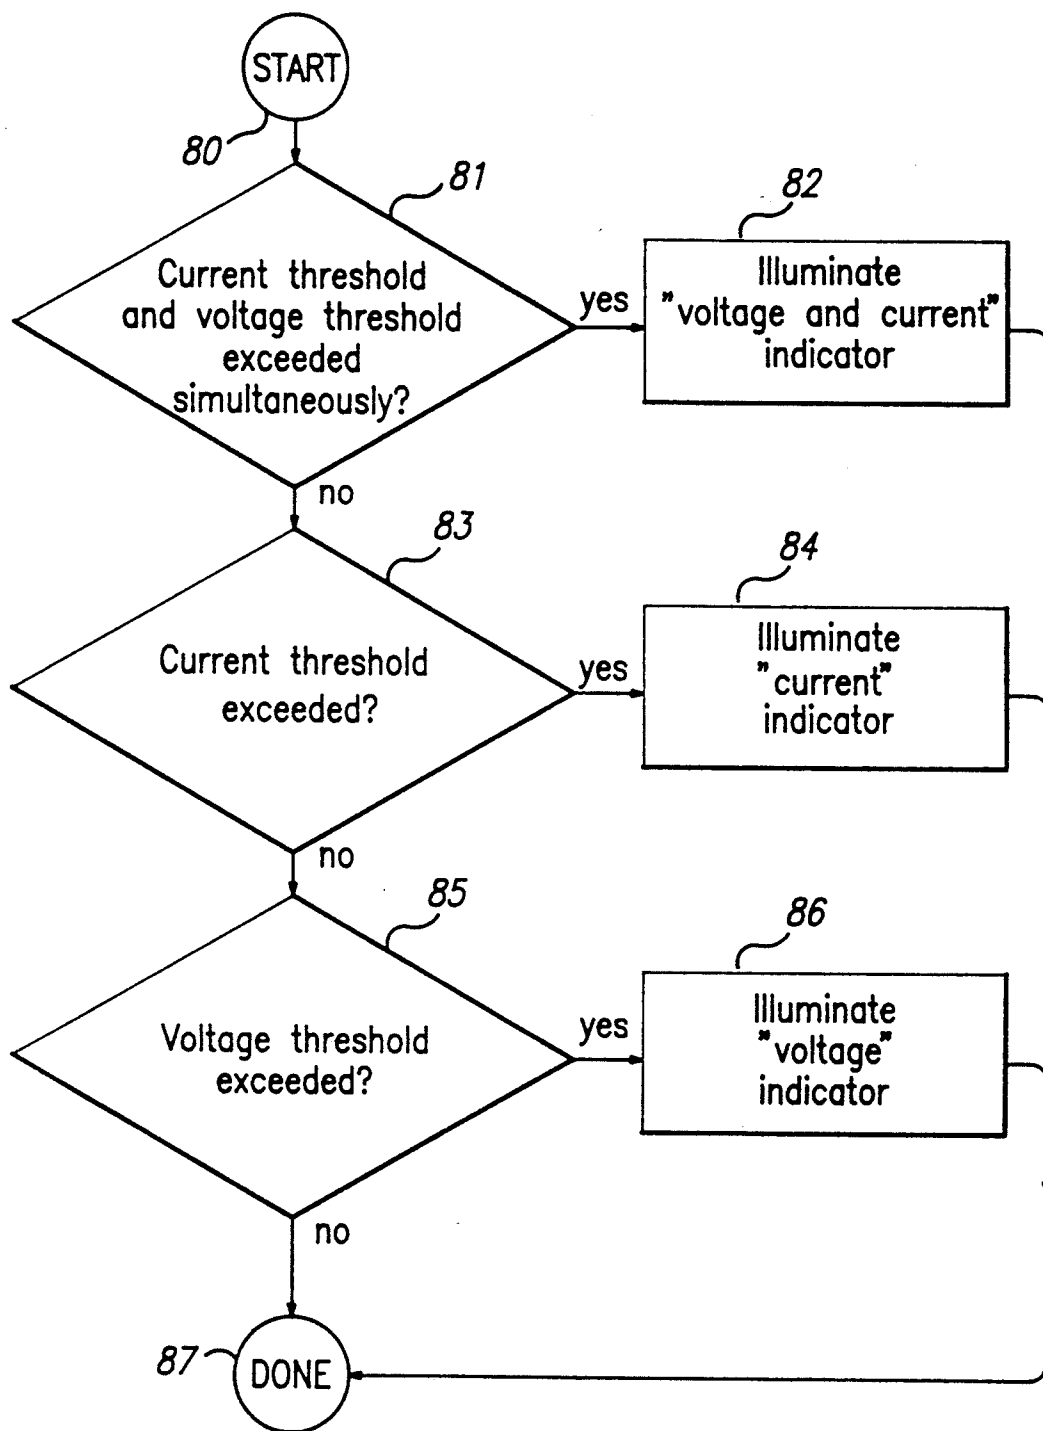 START
80
81
Current threshold
and voltage threshold
exceeded
simultaneously?
yes
82
Illuminate
"voltage and current"
indicator
no
83
Current threshold
exceeded?
yes
84
Illuminate
"current"
indicator
no
85
Voltage threshold
exceeded?
yes
86
Illuminate
"voltage"
indicator
no
87
DONE